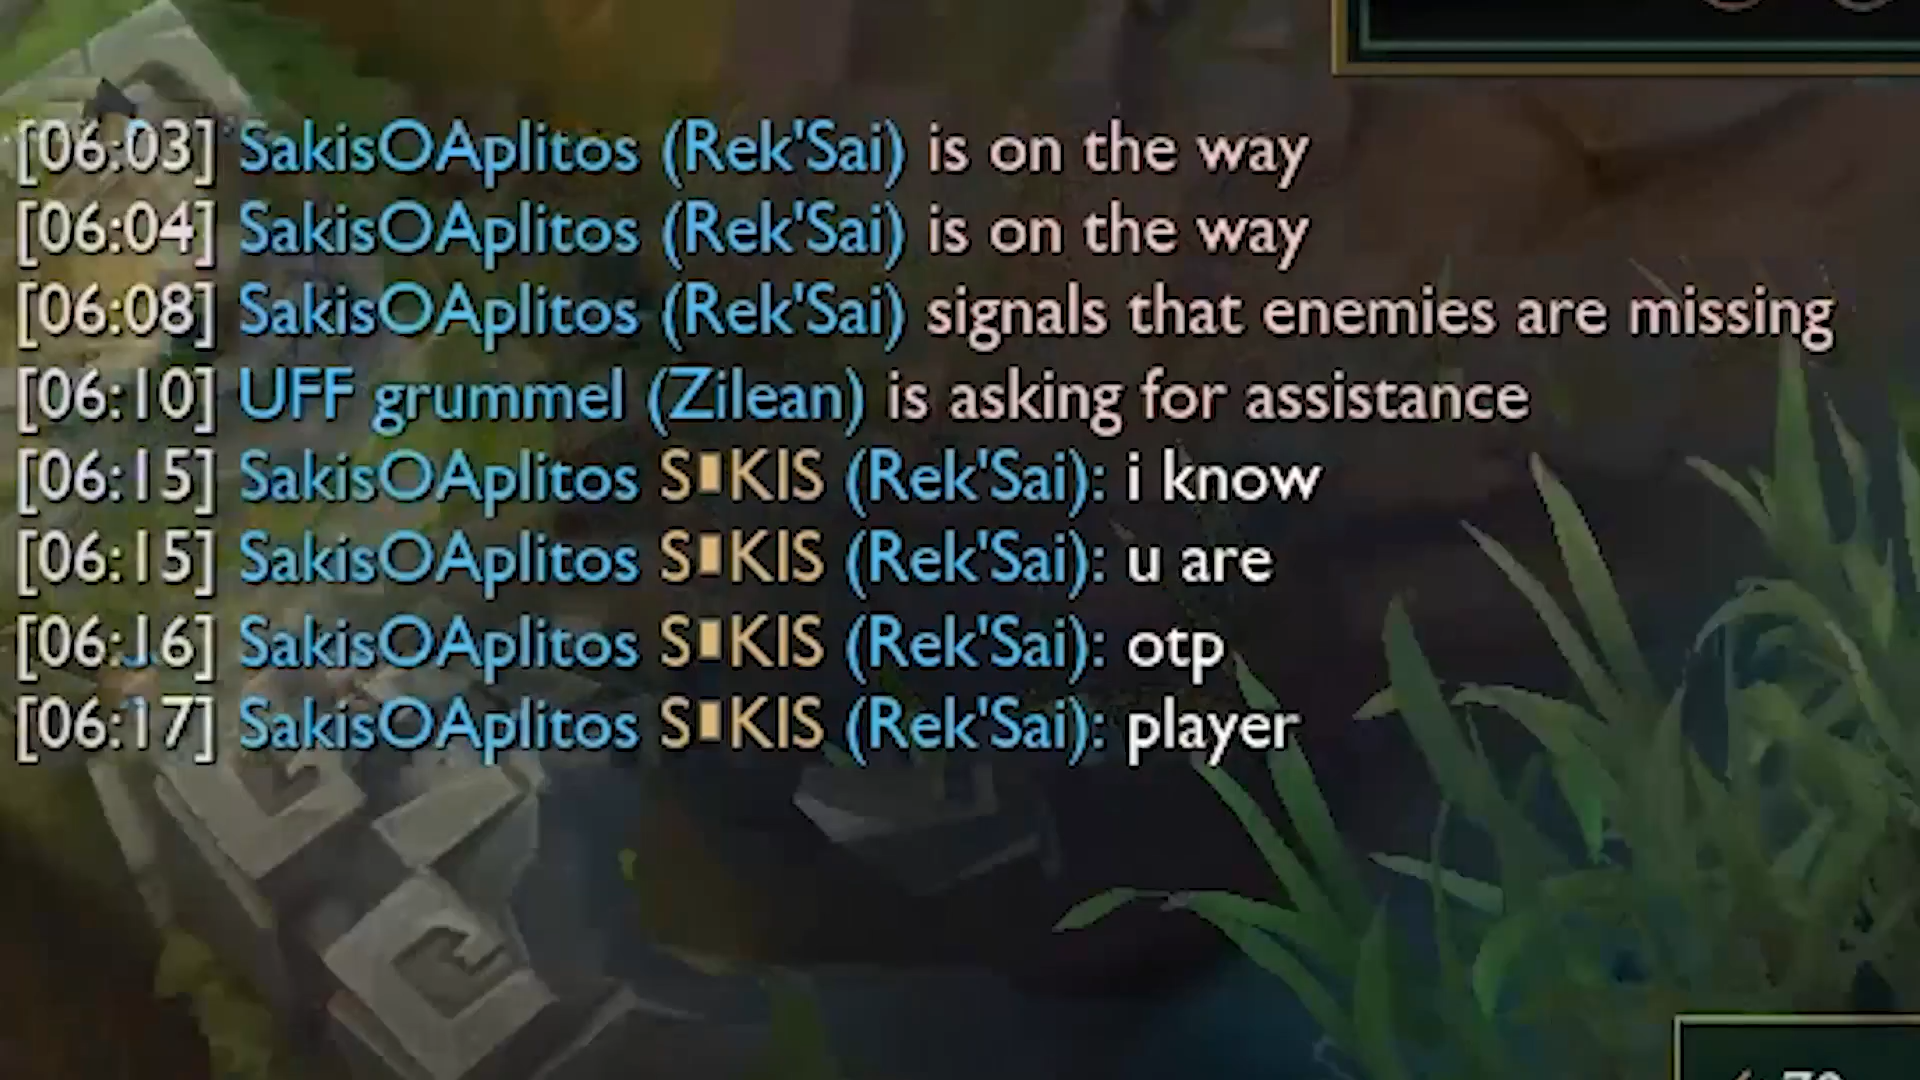 [06:03] SakisOAplitos (Rek'Sai) is on the way
[06:04] SakisOAplitos (Rek'Sai) is on the way
[06:08] SakisOAplitos (Rek'Sai) signals that enemies are missing
[06:10] UFF grummel (Zilean) is asking for assistance
[06:15] SakisOAplitos S▮KIS (Rek'Sai): i know
[06:15] SakisOAplitos S▮KIS (Rek'Sai): u are
[06:16] SakisOAplitos S▮KIS (Rek'Sai): otp
[06:17] SakisOAplitos S▮KIS (Rek'Sai): player